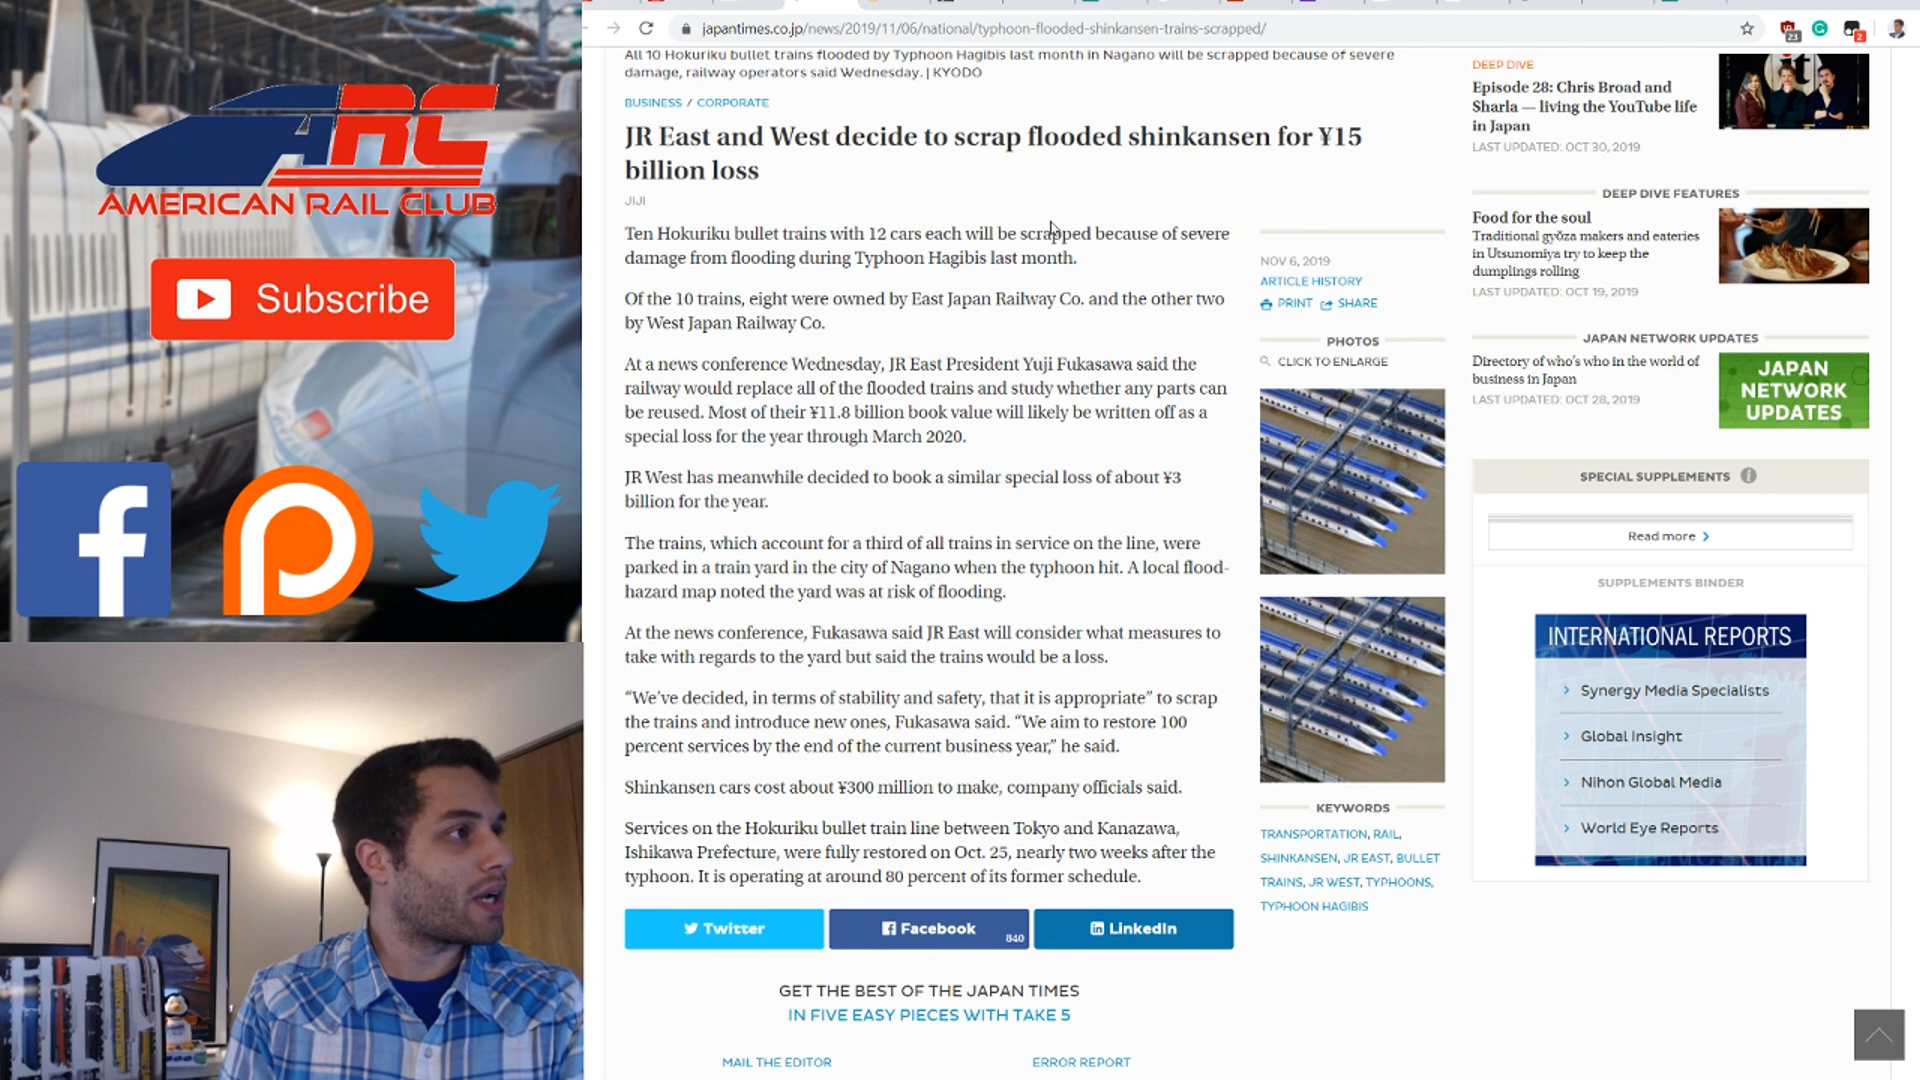 japantimes.co.jp/news/2019/11/06/national/typhoon-flooded-shinkansen-trains-scrapped/
23
2
ARC
AMERICAN RAIL CLUB
Subscribe
All 10 Hokuriku bullet trains flooded by Typhoon Hagibis last month in Nagano will be scrapped because of severe
damage, railway operators said Wednesday. | KYODO
BUSINESS / CORPORATE
JR East and West decide to scrap flooded shinkansen for ¥15
billion loss
JIJI
Ten Hokuriku bullet trains with 12 cars each will be scrapped because of severe
damage from flooding during Typhoon Hagibis last month.
Of the 10 trains, eight were owned by East Japan Railway Co. and the other two
by West Japan Railway Co.
At a news conference Wednesday, JR East President Yuji Fukasawa said the
railway would replace all of the flooded trains and study whether any parts can
be reused. Most of their ¥11.8 billion book value will likely be written off as a
special loss for the year through March 2020.
JR West has meanwhile decided to book a similar special loss of about ¥3
billion for the year.
The trains, which account for a third of all trains in service on the line, were
parked in a train yard in the city of Nagano when the typhoon hit. A local flood-
hazard map noted the yard was at risk of flooding.
At the news conference, Fukasawa said JR East will consider what measures to
take with regards to the yard but said the trains would be a loss.
“We’ve decided, in terms of stability and safety, that it is appropriate” to scrap
the trains and introduce new ones, Fukasawa said. “We aim to restore 100
percent services by the end of the current business year,” he said.
Shinkansen cars cost about ¥300 million to make, company officials said.
Services on the Hokuriku bullet train line between Tokyo and Kanazawa,
Ishikawa Prefecture, were fully restored on Oct. 25, nearly two weeks after the
typhoon. It is operating at around 80 percent of its former schedule.
Twitter
Facebook
840
LinkedIn
GET THE BEST OF THE JAPAN TIMES
IN FIVE EASY PIECES WITH TAKE 5
MAIL THE EDITOR
ERROR REPORT
NOV 6, 2019
ARTICLE HISTORY
PRINT
SHARE
PHOTOS
CLICK TO ENLARGE
KEYWORDS
TRANSPORTATION, RAIL,
SHINKANSEN, JR EAST, BULLET
TRAINS, JR WEST, TYPHOONS,
TYPHOON HAGIBIS
DEEP DIVE
Episode 28: Chris Broad and
Sharla — living the YouTube life
in Japan
LAST UPDATED: OCT 30, 2019
DEEP DIVE FEATURES
Food for the soul
Traditional gyōza makers and eateries
in Utsunomiya try to keep the
dumplings rolling
LAST UPDATED: OCT 19, 2019
JAPAN NETWORK UPDATES
Directory of who’s who in the world of
business in Japan
LAST UPDATED: OCT 28, 2019
JAPAN
NETWORK
UPDATES
SPECIAL SUPPLEMENTS
Read more
SUPPLEMENTS BINDER
INTERNATIONAL REPORTS
Synergy Media Specialists
Global Insight
Nihon Global Media
World Eye Reports